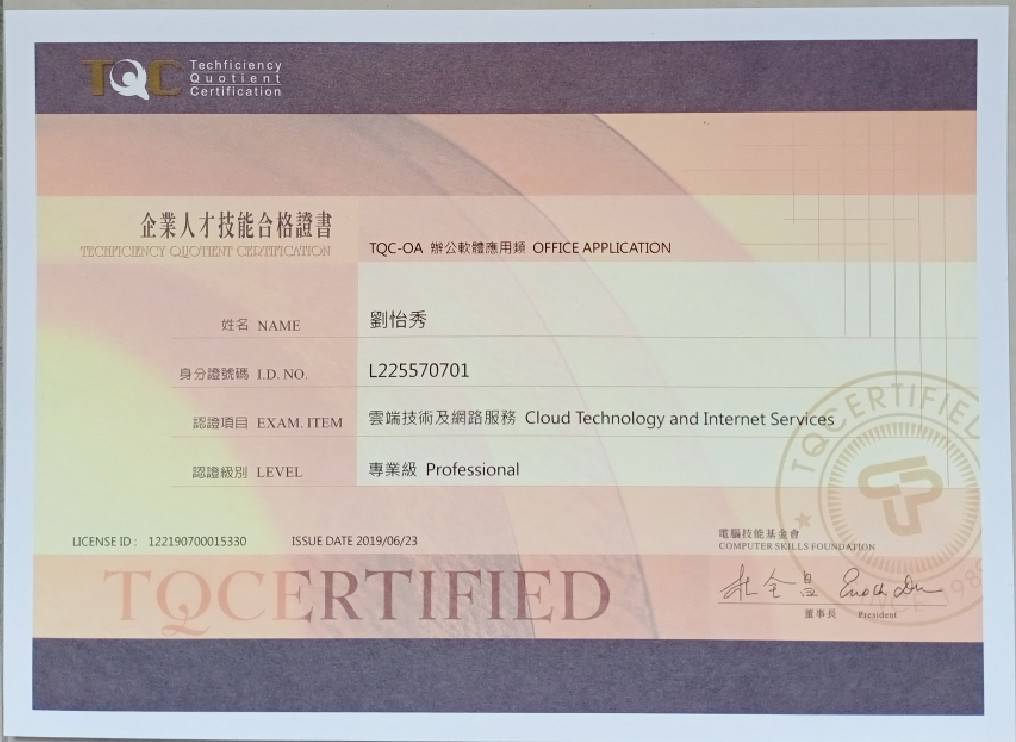 TQC Techficiency
Quotient
Certification
企業人才技能合格證書
TECHFICIENCY QUOTIENT CERTIFICATION
TQC-OA 辦公軟體應用類 OFFICE APPLICATION
姓名 NAME 劉怡秀
身分證號碼 I.D. NO. L225570701
認證項目 EXAM. ITEM 雲端技術及網路服務 Cloud Technology and Internet Services
認證級別 LEVEL 專業級 Professional
TQCERTIFIED
LICENSE ID : 122190700015330 ISSUE DATE 2019/06/23
電腦技能基金會
COMPUTER SKILLS FOUNDATION
TQCERTIFIED
董事長 President